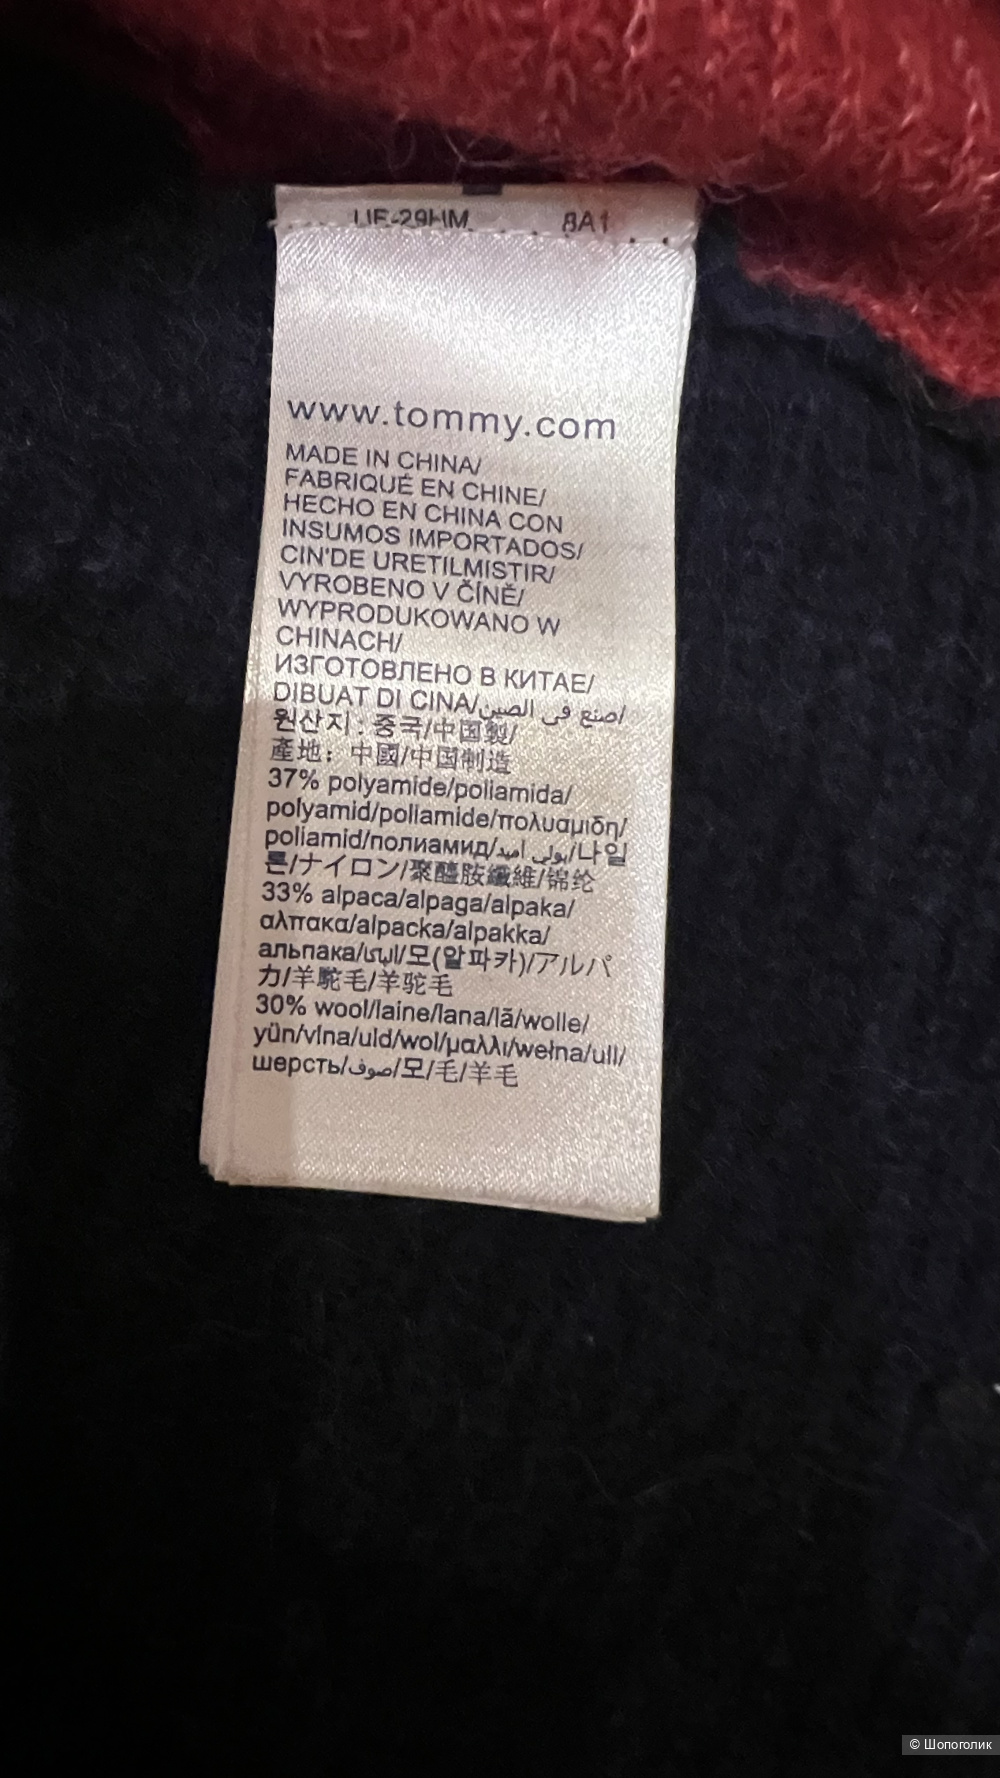 8A1
www.tommy.com
MADE IN CHINA/
FABRIQUÉ EN CHINE/
HECHO EN CHINA CON
INSUMOS IMPORTADOS/
CIN'DE URETILMISTIR/
VYROBENO V ČÍNĚ/
WYPRODUKOWANO W
CHINACH/
ИЗГОТОВЛЕНО В КИТАЕ/
DIBUAT DI CINA/صنع في الصين/
원산지 : 중국/中国製/
產地: 中國/中国制造
37% polyamide/poliamida/
polyamid/poliamide/πολυαμιδη/
poliamid/полиамид/بولي اميد/나일
론/ナイロン/聚醯胺纖維/锦纶
33% alpaca/alpaga/alpaka/
αλπακα/alpacka/alpakka/
альпака/الباكا/모(알파카)/アルパ
カ/羊駝毛/羊驼毛
30% wool/laine/lana/lã/wolle/
yün/vlna/uld/wol/μαλλι/wełna/ull/
шерсть/صوف/모/毛/羊毛
© Шопоголик